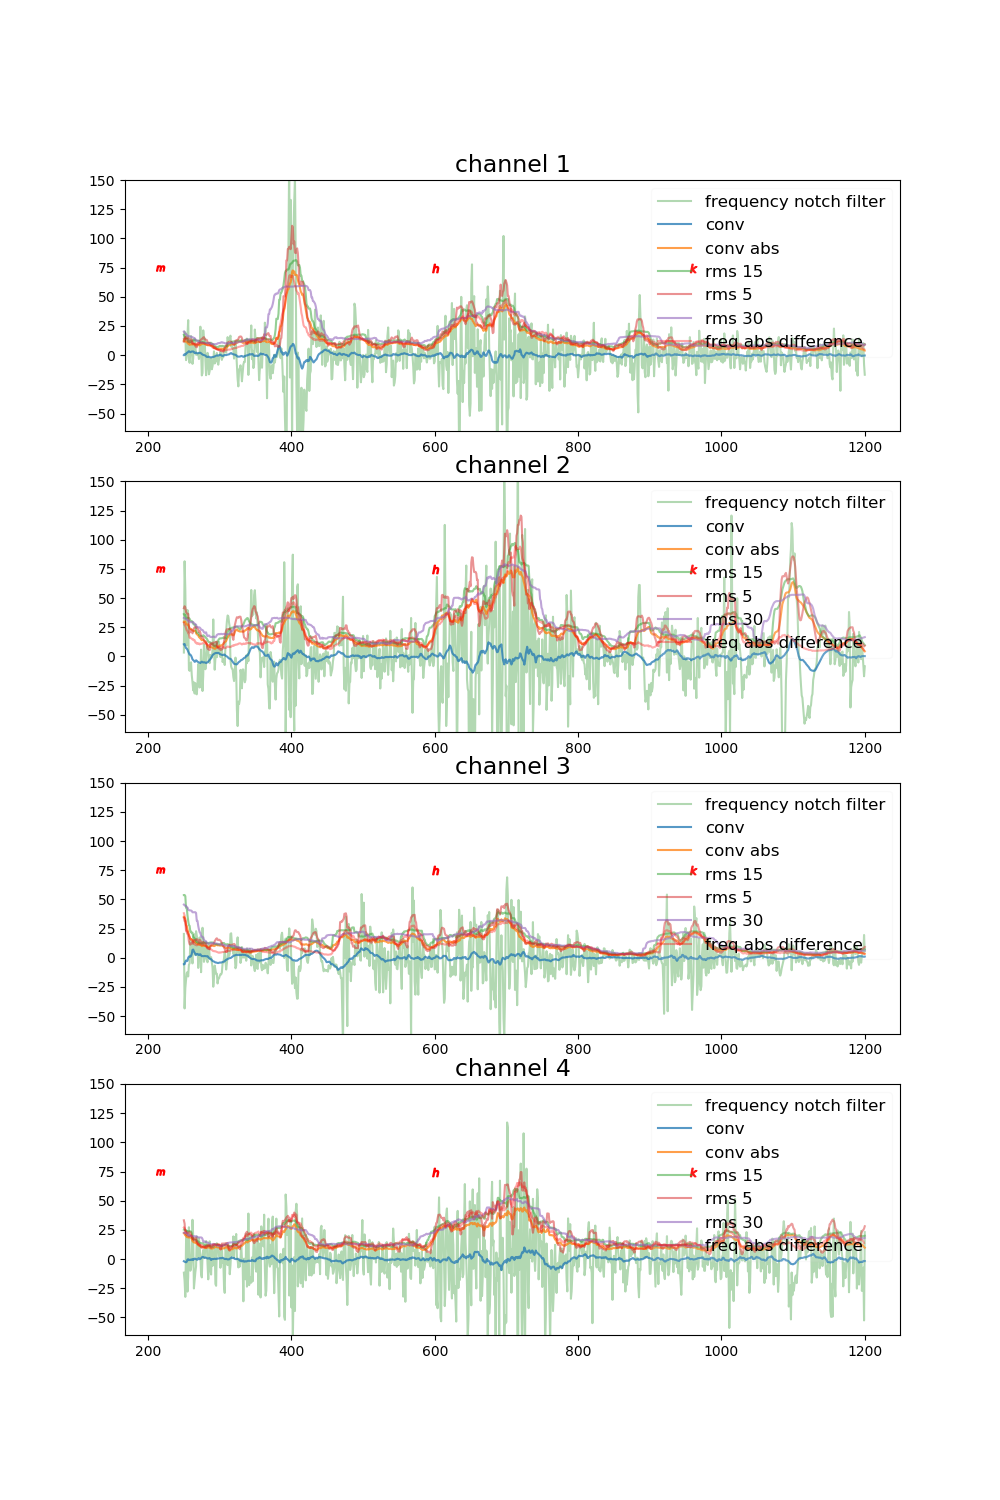 channel 1
150
125
100
75
50
25
0
−25
−50
m
h
k
frequency notch filter
conv
conv abs
rms 15
rms 5
rms 30
freq abs difference
200 400 600 800 1000 1200
channel 2
150
125
100
75
50
25
0
−25
−50
m
h
k
frequency notch filter
conv
conv abs
rms 15
rms 5
rms 30
freq abs difference
200 400 600 800 1000 1200
channel 3
150
125
100
75
50
25
0
−25
−50
m
h
k
frequency notch filter
conv
conv abs
rms 15
rms 5
rms 30
freq abs difference
200 400 600 800 1000 1200
channel 4
150
125
100
75
50
25
0
−25
−50
m
h
k
frequency notch filter
conv
conv abs
rms 15
rms 5
rms 30
freq abs difference
200 400 600 800 1000 1200